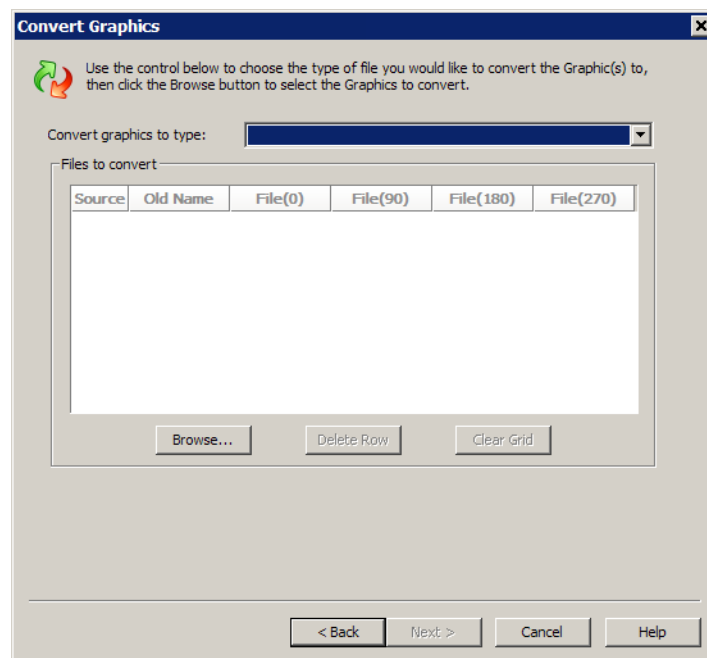 Convert Graphics
Use the control below to choose the type of file you would like to convert the Graphic(s) to,
then click the Browse button to select the Graphics to convert.
Convert graphics to type:
Files to convert
Source Old Name File(0) File(90) File(180) File(270)
Browse... Delete Row Clear Grid
< Back Next > Cancel Help